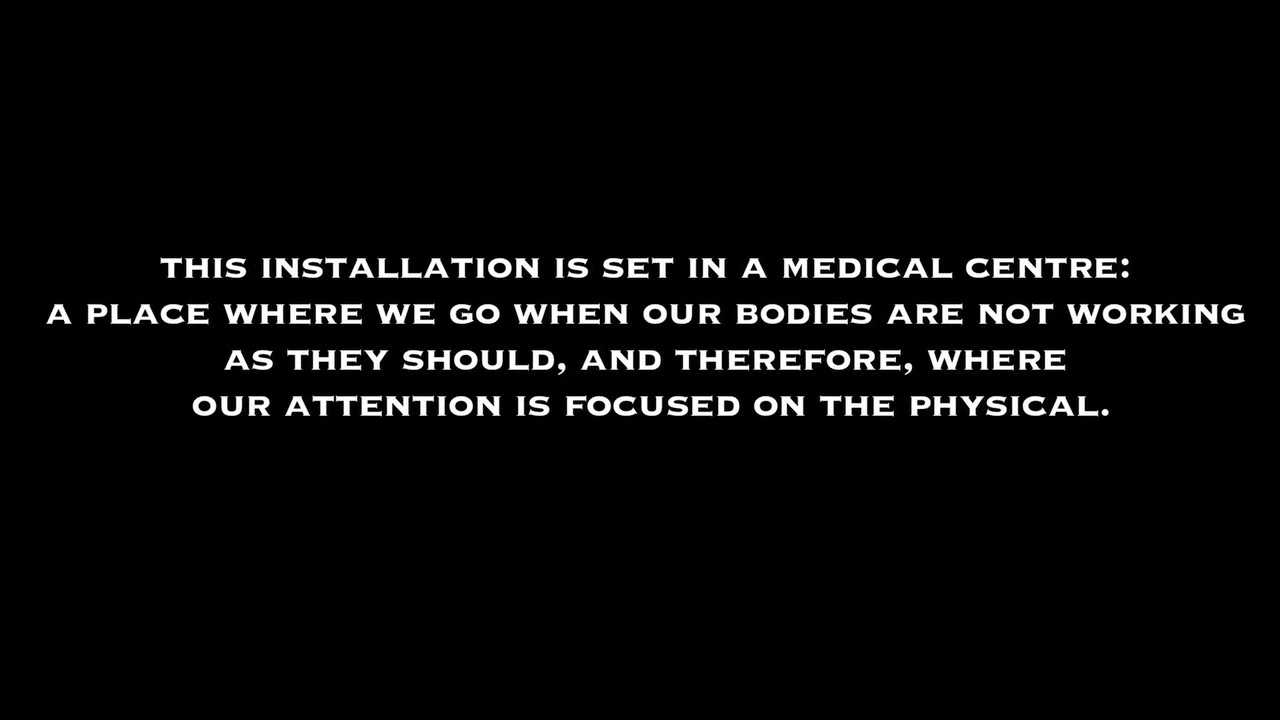 THIS INSTALLATION IS SET IN A MEDICAL CENTRE:
A PLACE WHERE WE GO WHEN OUR BODIES ARE NOT WORKING
AS THEY SHOULD, AND THEREFORE, WHERE
OUR ATTENTION IS FOCUSED ON THE PHYSICAL.